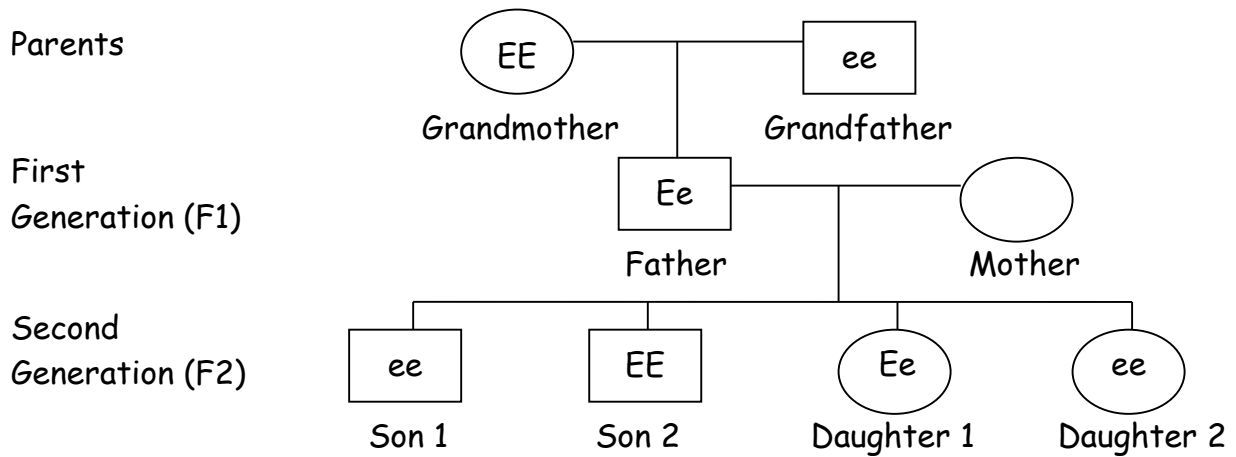 Parents
EE
ee
Grandmother
Grandfather
First
Generation (F1)
Ee
Father
Mother
Second
Generation (F2)
ee
EE
Ee
ee
Son 1
Son 2
Daughter 1
Daughter 2